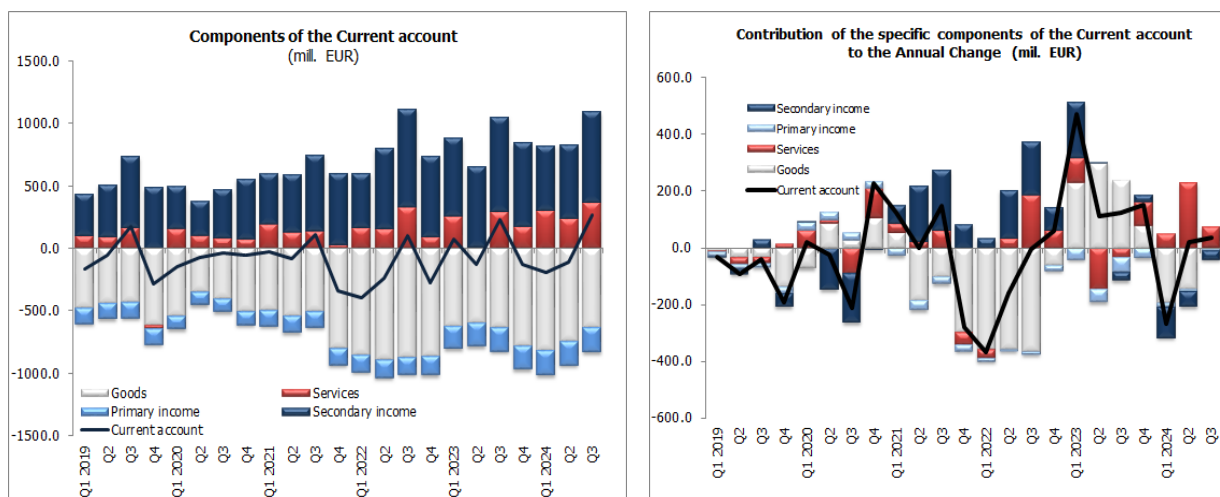 Components of the Current account
(mil. EUR)
1500.0
1000.0
500.0
0.0
-500.0
-1000.0
-1500.0
Goods
Services
Primary income
Secondary income
Current account
Q1 2019
Q2
Q3
Q4
Q1 2020
Q2
Q3
Q4
Q1 2021
Q2
Q3
Q4
Q1 2022
Q2
Q3
Q4
Q1 2023
Q2
Q3
Q4
Q1 2024
Q2
Q3
Contribution of the specific components of the Current account
to the Annual Change (mil. EUR)
600.0
400.0
200.0
0.0
-200.0
-400.0
-600.0
Secondary income
Primary income
Services
Goods
Current account
Q1 2019
Q2
Q3
Q4
Q1 2020
Q2
Q3
Q4
Q1 2021
Q2
Q3
Q4
Q1 2022
Q2
Q3
Q4
Q1 2023
Q2
Q3
Q4
Q1 2024
Q2
Q3